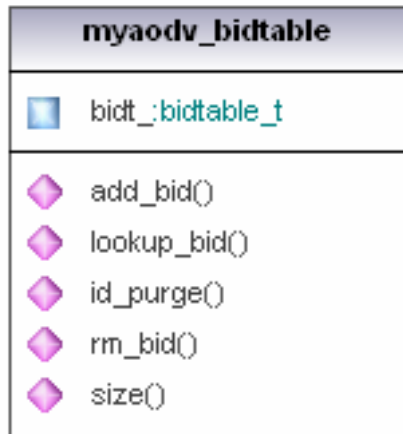 myaodv_bidtable
bidt_:bidtable_t
add_bid()
lookup_bid()
id_purge()
rm_bid()
size()